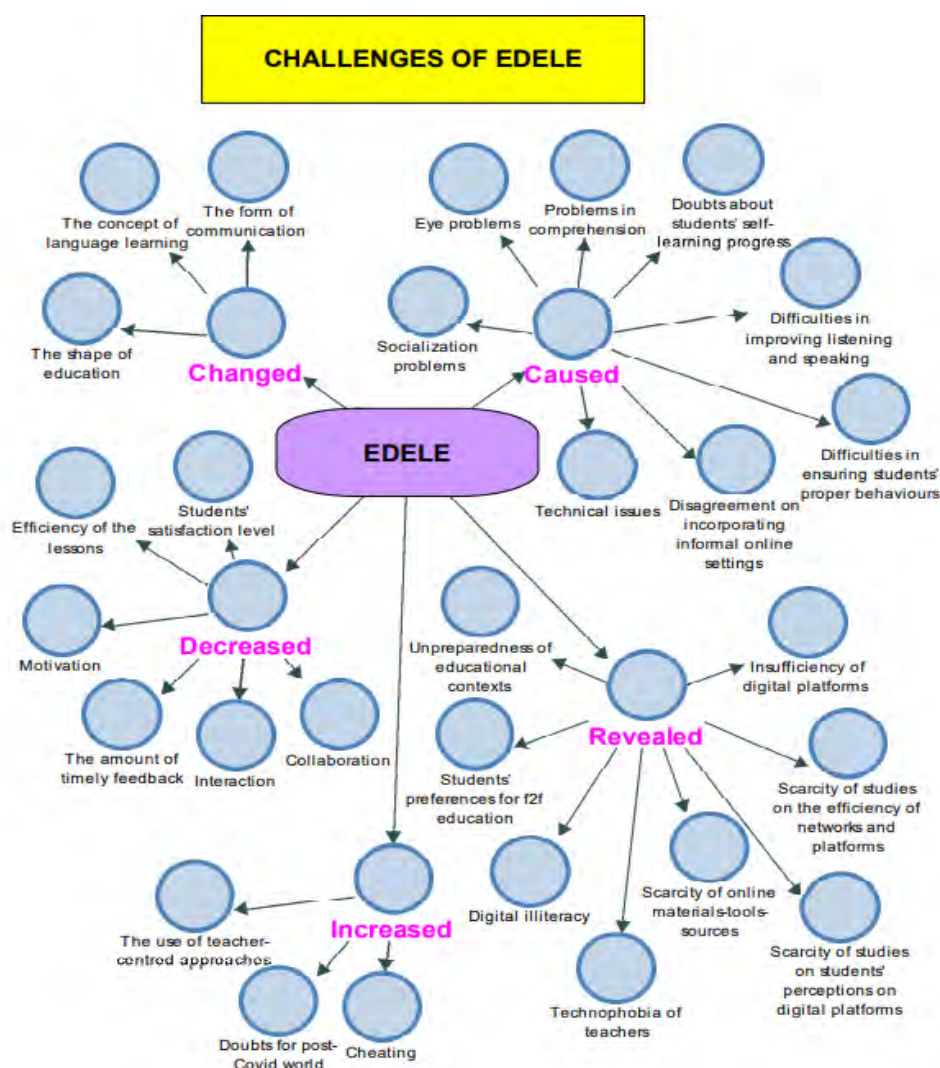 CHALLENGES OF EDELE
The concept of
language learning
The form of
communication
The shape of
education
Changed
Eye problems
Problems in
comprehension
Doubts about
students' self-
learning progress
Socialization
problems
Difficulties in
improving listening
and speaking
Caused
Difficulties in
ensuring students'
proper behaviours
Technical issues
Disagreement on
incorporating
informal online
settings
EDELE
Efficiency of the
lessons
Students'
satisfaction level
Motivation
Decreased
The amount of
timely feedback
Interaction
Collaboration
Unpreparedness of
educational
contexts
Insufficiency of
digital platforms
Revealed
Students'
preferences for f2f
education
Scarcity of studies
on the efficiency of
networks and
platforms
Digital illiteracy
Scarcity of online
materials-tools-
sources
Technophobia of
teachers
Scarcity of studies
on students'
perceptions on
digital platforms
The use of teacher-
centred approaches
Increased
Doubts for post-
Covid world
Cheating